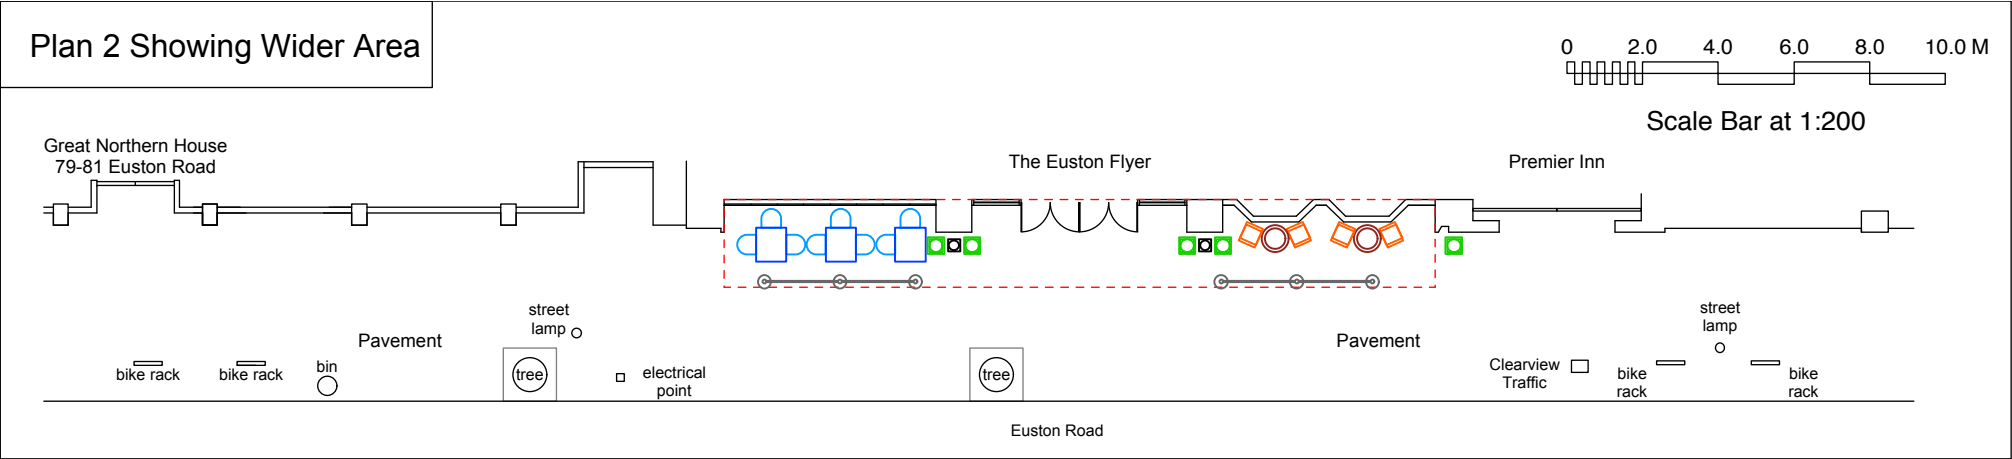 Plan 2 Showing Wider Area
0 2.0 4.0 6.0 8.0 10.0 M
Scale Bar at 1:200
Great Northern House
79-81 Euston Road
The Euston Flyer
Premier Inn
street
lamp
Pavement
bike rack
bike rack
bin
tree
electrical
point
tree
Pavement
Clearview
Traffic
street
lamp
bike
rack
bike
rack
Euston Road